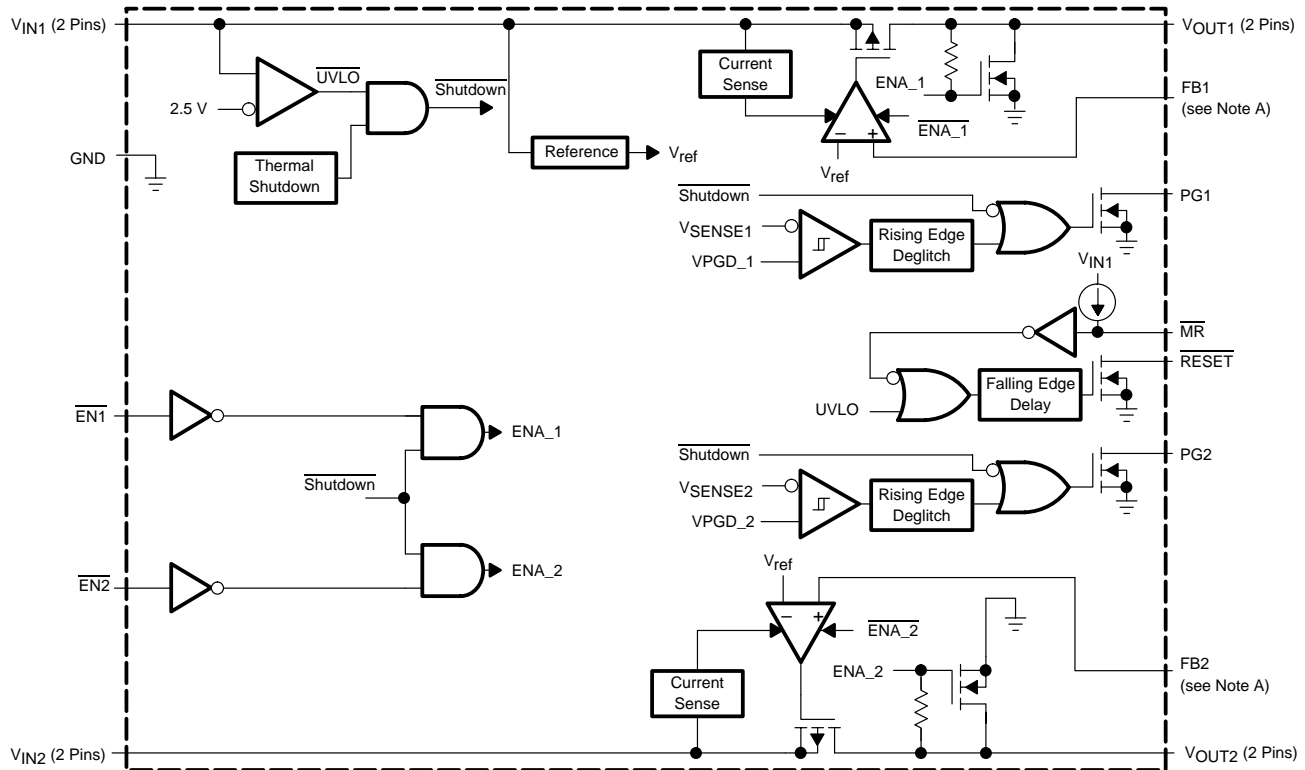 VIN1 (2 Pins)
VOUT1 (2 Pins)
Current
Sense
ENA_1
UVLO
Shutdown
2.5 V
FB1
(see Note A)
ENA_1
− +
GND
Thermal
Shutdown
Reference
Vref
Vref
Shutdown
PG1
VSENSE1
Rising Edge
Deglitch
VPGD_1
VIN1
MR
RESET
Falling Edge
Delay
UVLO
EN1
ENA_1
Shutdown
PG2
Shutdown
VSENSE2
Rising Edge
Deglitch
VPGD_2
EN2
ENA_2
Vref
− +
ENA_2
ENA_2
FB2
(see Note A)
Current
Sense
VIN2 (2 Pins)
VOUT2 (2 Pins)